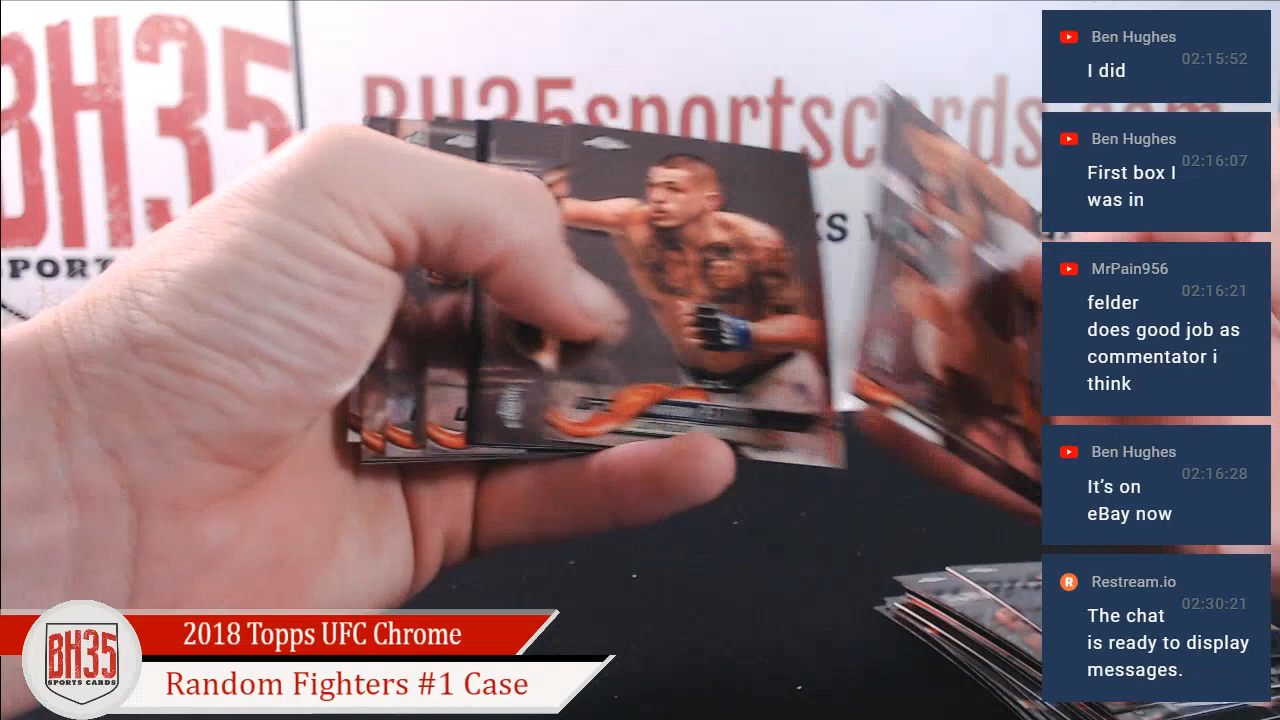 BH35
SPORT
BH35sportscards.com
UFC
Ben Hughes
02:15:52
I did
Ben Hughes
02:16:07
First box I
was in
MrPain956
02:16:21
felder
does good job as
commentator i
think
Ben Hughes
02:16:28
It's on
eBay now
Restream.io
02:30:21
The chat
is ready to display
messages.
BH35
SPORTS CARDS
2018 Topps UFC Chrome
Random Fighters #1 Case